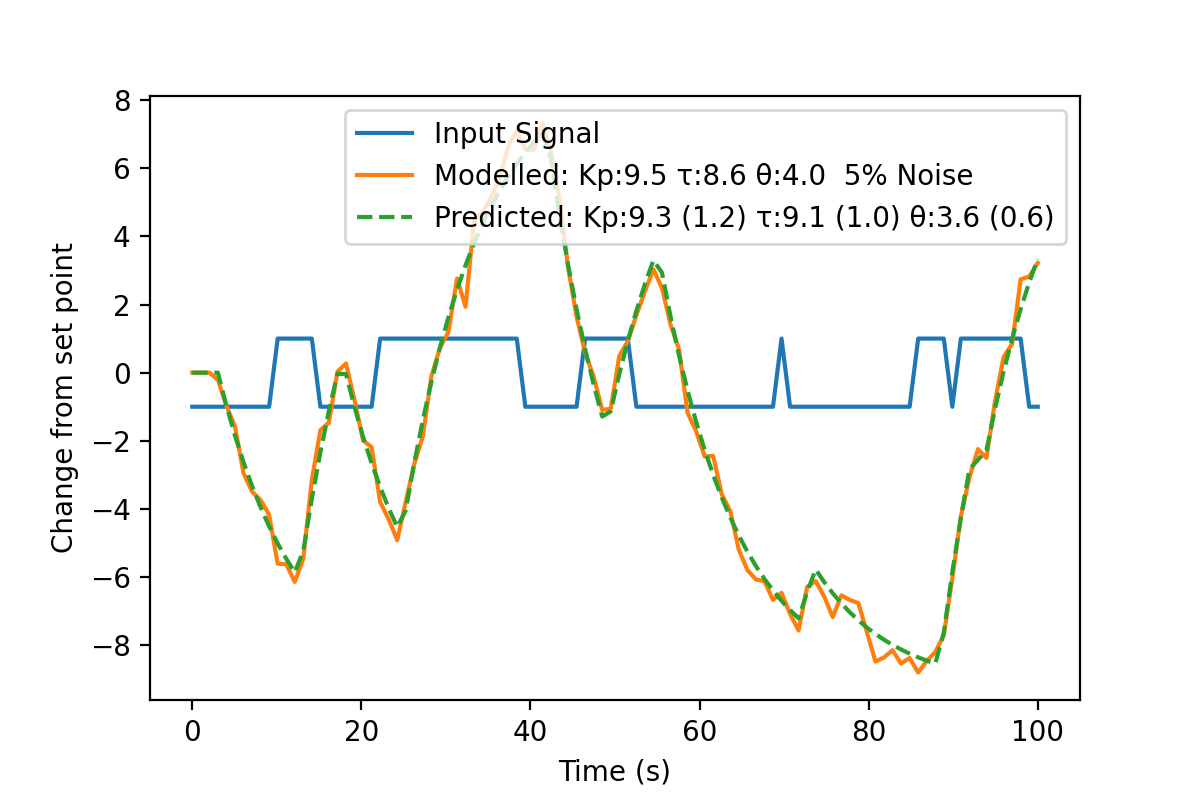 Input Signal
Modelled: Kp:9.5 τ:8.6 θ:4.0  5% Noise
Predicted: Kp:9.3 (1.2) τ:9.1 (1.0) θ:3.6 (0.6)
Change from set point
8
6
4
2
0
−2
−4
−6
−8
0 20 40 60 80 100
Time (s)